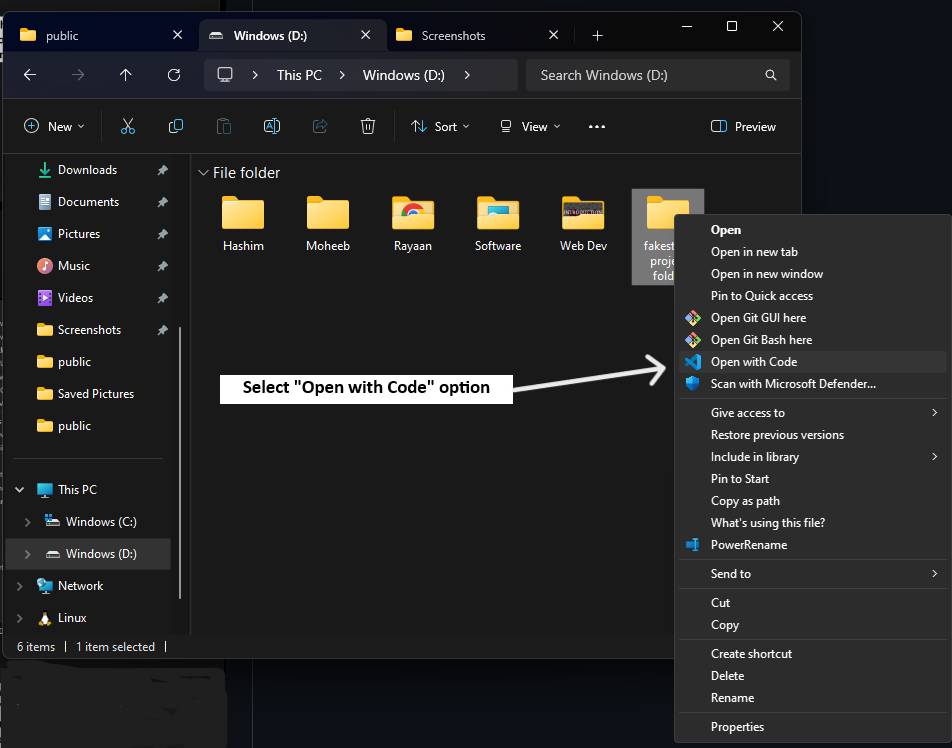 public
Windows (D:)
Screenshots
This PC
Windows (D:)
Search Windows (D:)
New
Sort
View
Preview
Downloads
Documents
Pictures
Music
Videos
Screenshots
public
Saved Pictures
public
This PC
Windows (C:)
Windows (D:)
Network
Linux
File folder
Hashim
Moheeb
Rayaan
Software
INTRODUCTION
Web Dev
fakest
proje
fold
Select "Open with Code" option
Open
Open in new tab
Open in new window
Pin to Quick access
Open Git GUI here
Open Git Bash here
Open with Code
Scan with Microsoft Defender...
Give access to
Restore previous versions
Include in library
Pin to Start
Copy as path
What's using this file?
PowerRename
Send to
Cut
Copy
Create shortcut
Delete
Rename
Properties
6 items
1 item selected